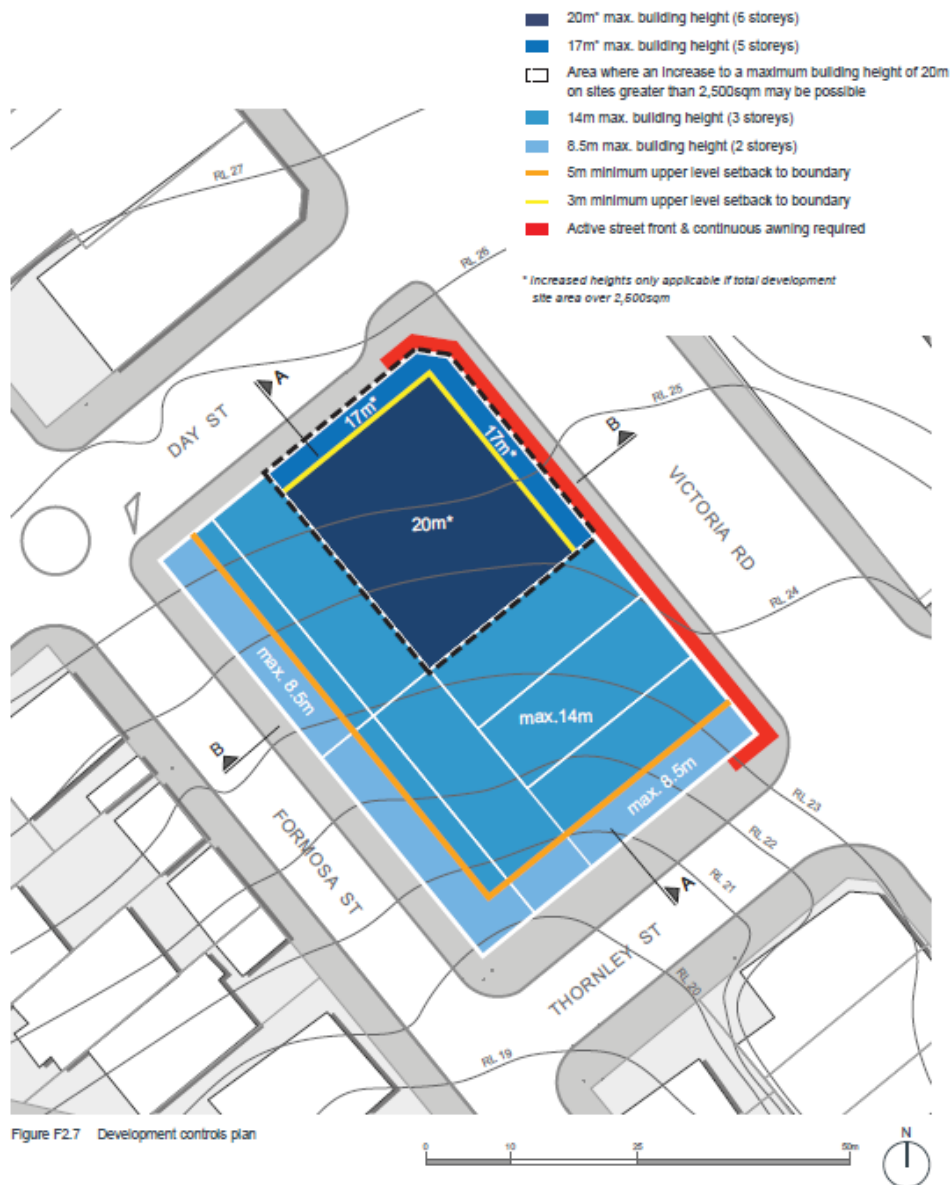 20m* max. building height (6 storeys)
17m* max. building height (5 storeys)
Area where an increase to a maximum building height of 20m
on sites greater than 2,500sqm may be possible
14m max. building height (3 storeys)
8.5m max. building height (2 storeys)
5m minimum upper level setback to boundary
3m minimum upper level setback to boundary
Active street front & continuous awning required
* Increased heights only applicable if total development
site area over 2,500sqm
RL 27
RL 26
A
DAY ST
17m*
17m*
RL 25
B
VICTORIA RD
20m*
RL 24
max. 8.5m
max.14m
B
max. 8.5m
RL 23
FORMOSA ST
RL 22
A
RL 21
THORNLEY ST
RL 20
RL 19
Figure F2.7 Development controls plan
0 10 25 50m
N